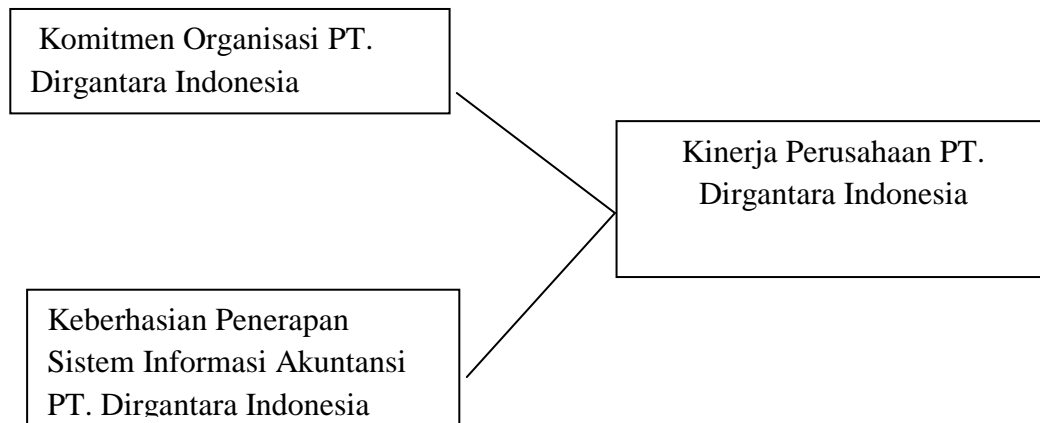 Komitmen Organisasi PT.
Dirgantara Indonesia
Kinerja Perusahaan PT.
Dirgantara Indonesia
Keberhasian Penerapan
Sistem Informasi Akuntansi
PT. Dirgantara Indonesia